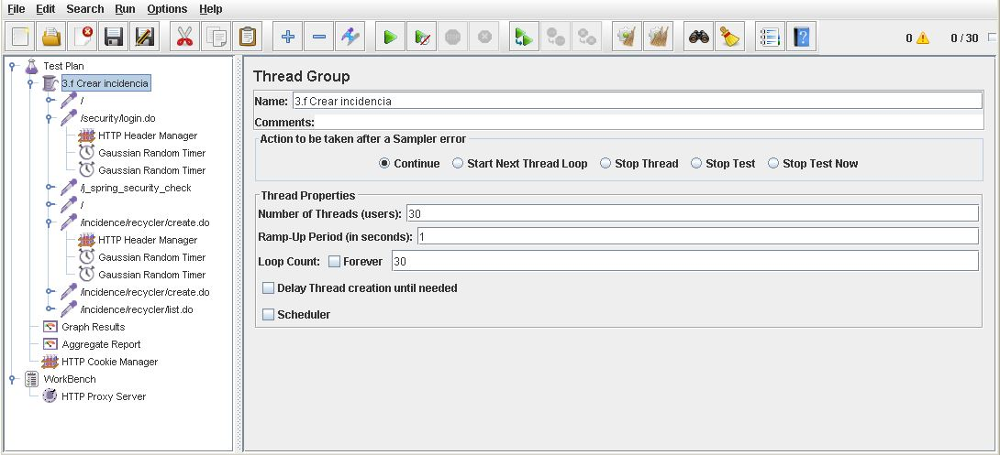 File Edit Search Run Options Help
0 0 / 30
Test Plan
3.f Crear incidencia
/
/security/login.do
HTTP Header Manager
Gaussian Random Timer
Gaussian Random Timer
/j_spring_security_check
/
/incidence/recycler/create.do
HTTP Header Manager
Gaussian Random Timer
Gaussian Random Timer
/incidence/recycler/create.do
/incidence/recycler/list.do
Graph Results
Aggregate Report
HTTP Cookie Manager
WorkBench
HTTP Proxy Server
Thread Group
Name: 3.f Crear incidencia
Comments:
Action to be taken after a Sampler error
Continue Start Next Thread Loop Stop Thread Stop Test Stop Test Now
Thread Properties
Number of Threads (users): 30
Ramp-Up Period (in seconds): 1
Loop Count: Forever 30
Delay Thread creation until needed
Scheduler